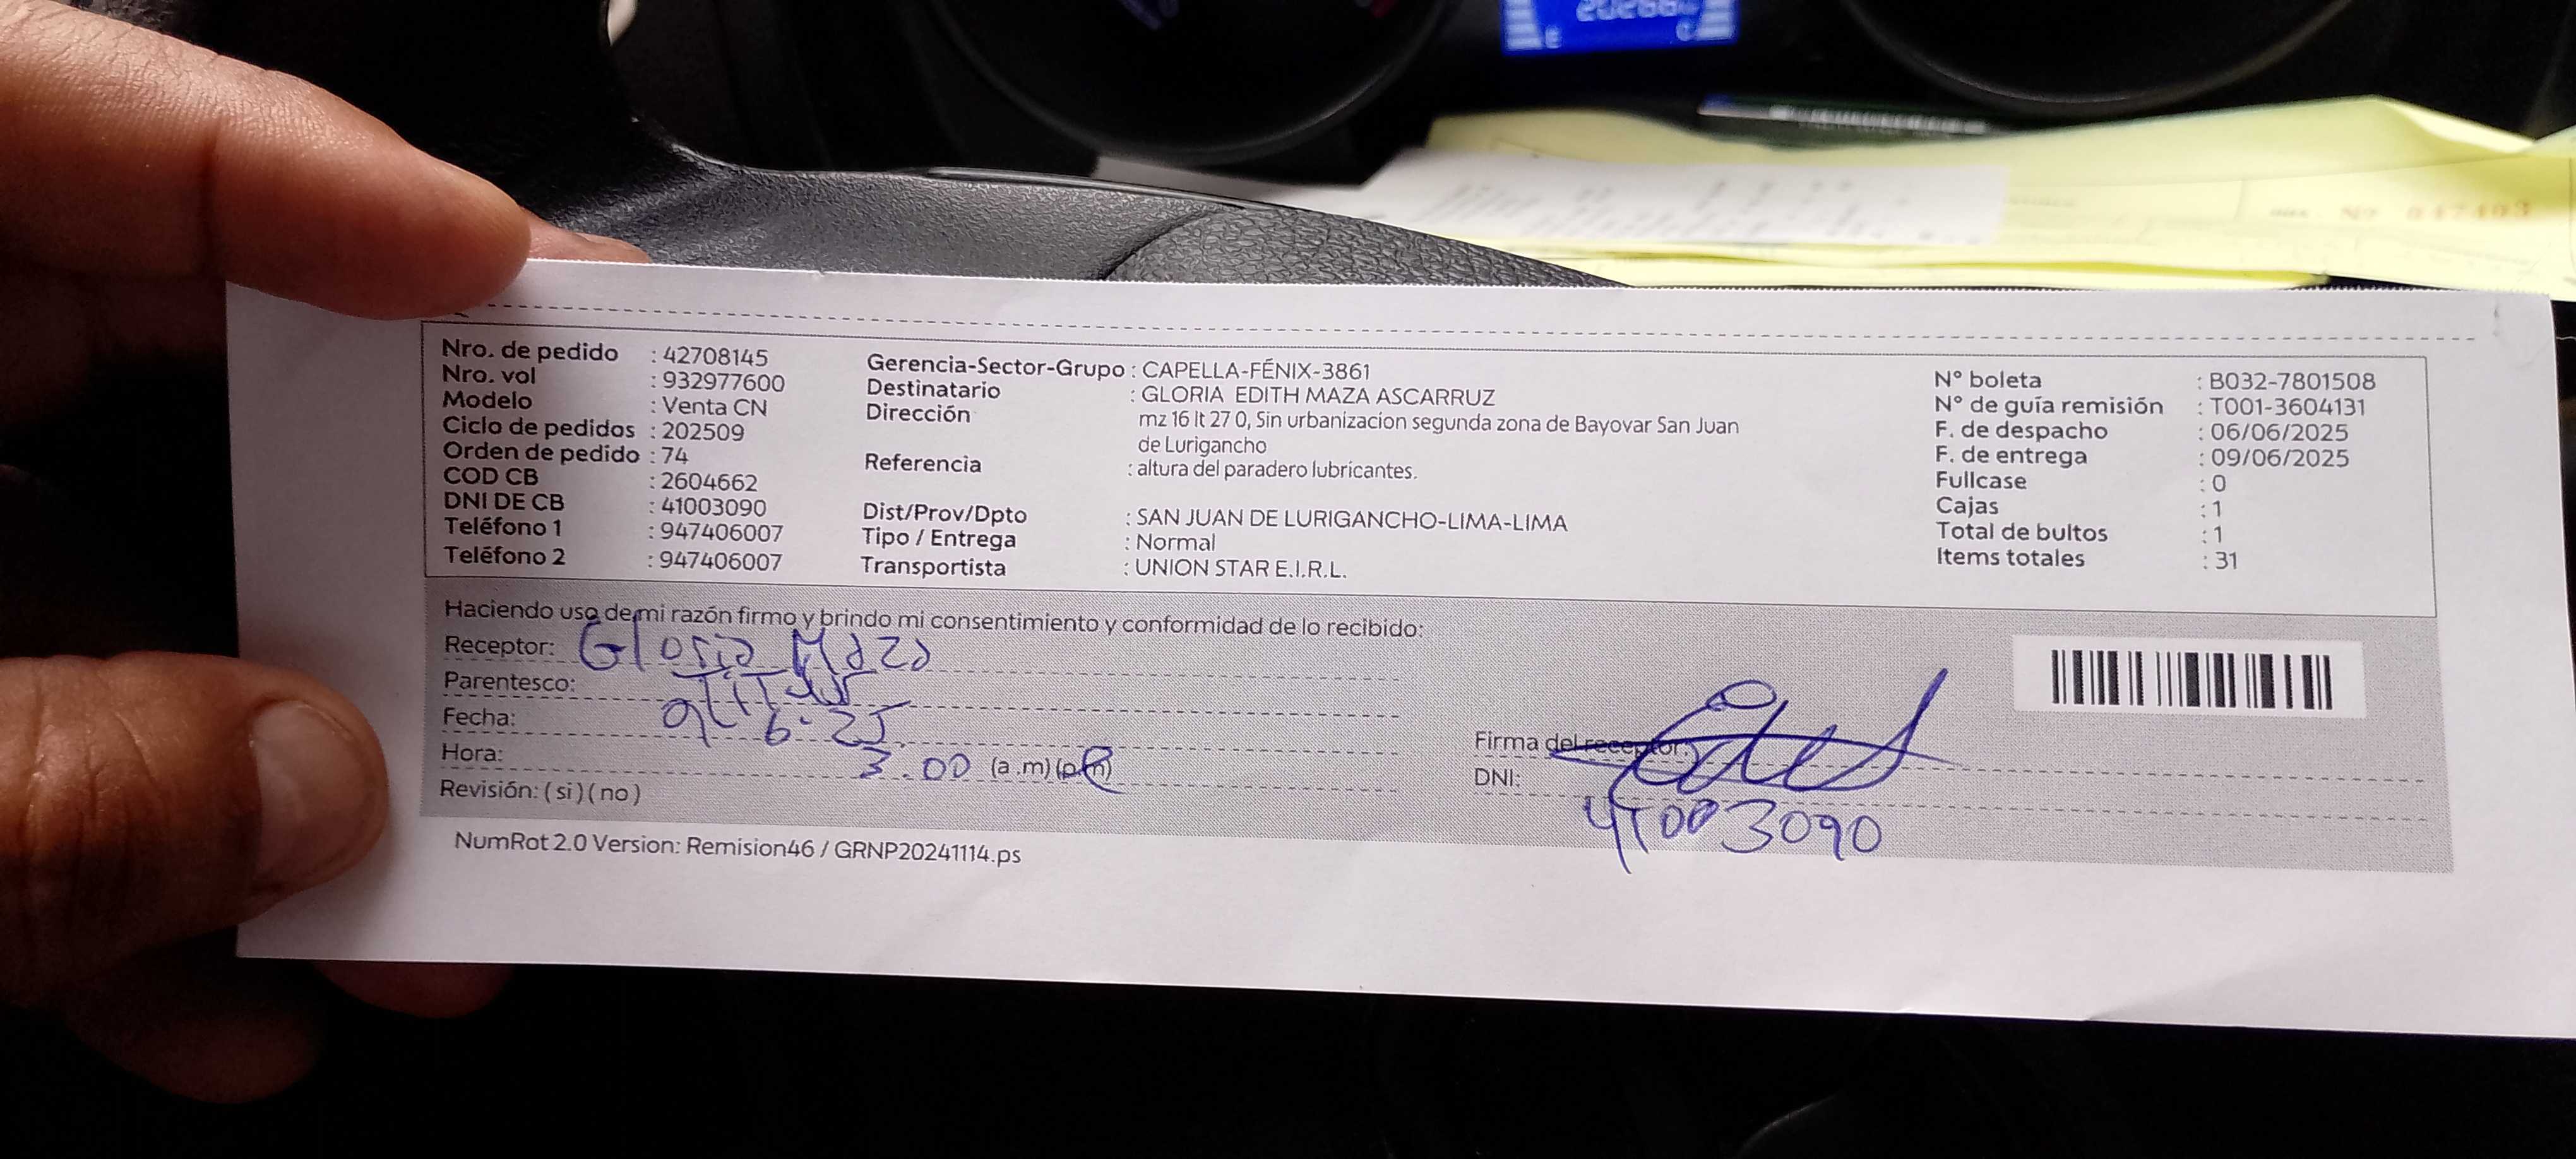 Nro. de pedido : 42708145
Nro. vol : 932977600
Modelo : Venta CN
Ciclo de pedidos : 202509
Orden de pedido : 74
COD CB : 2604662
DNI DE CB : 41003090
Teléfono 1 : 947406007
Teléfono 2 : 947406007
Gerencia-Sector-Grupo : CAPELLA-FÉNIX-3861
Destinatario : GLORIA EDITH MAZA ASCARRUZ
Dirección mz 16 lt 27 0, Sin urbanizacion segunda zona de Bayovar San Juan
de Lurigancho
Referencia : altura del paradero lubricantes.
Dist/Prov/Dpto : SAN JUAN DE LURIGANCHO-LIMA-LIMA
Tipo / Entrega : Normal
Transportista : UNION STAR E.I.R.L.
N° boleta : B032-7801508
N° de guía remisión : T001-3604131
F. de despacho : 06/06/2025
F. de entrega : 09/06/2025
Fullcase : 0
Cajas : 1
Total de bultos : 1
Items totales : 31
Haciendo uso de mi razón firmo y brindo mi consentimiento y conformidad de lo recibido:
Receptor: Gloria Maza
Parentesco: Titular
Fecha: 9 6-25
Hora: 3.00 (a.m)(p.m)
Revisión: (si)(no)
Firma del receptor:
DNI: 41003090
NumRot 2.0 Version: Remision46 / GRNP20241114.ps